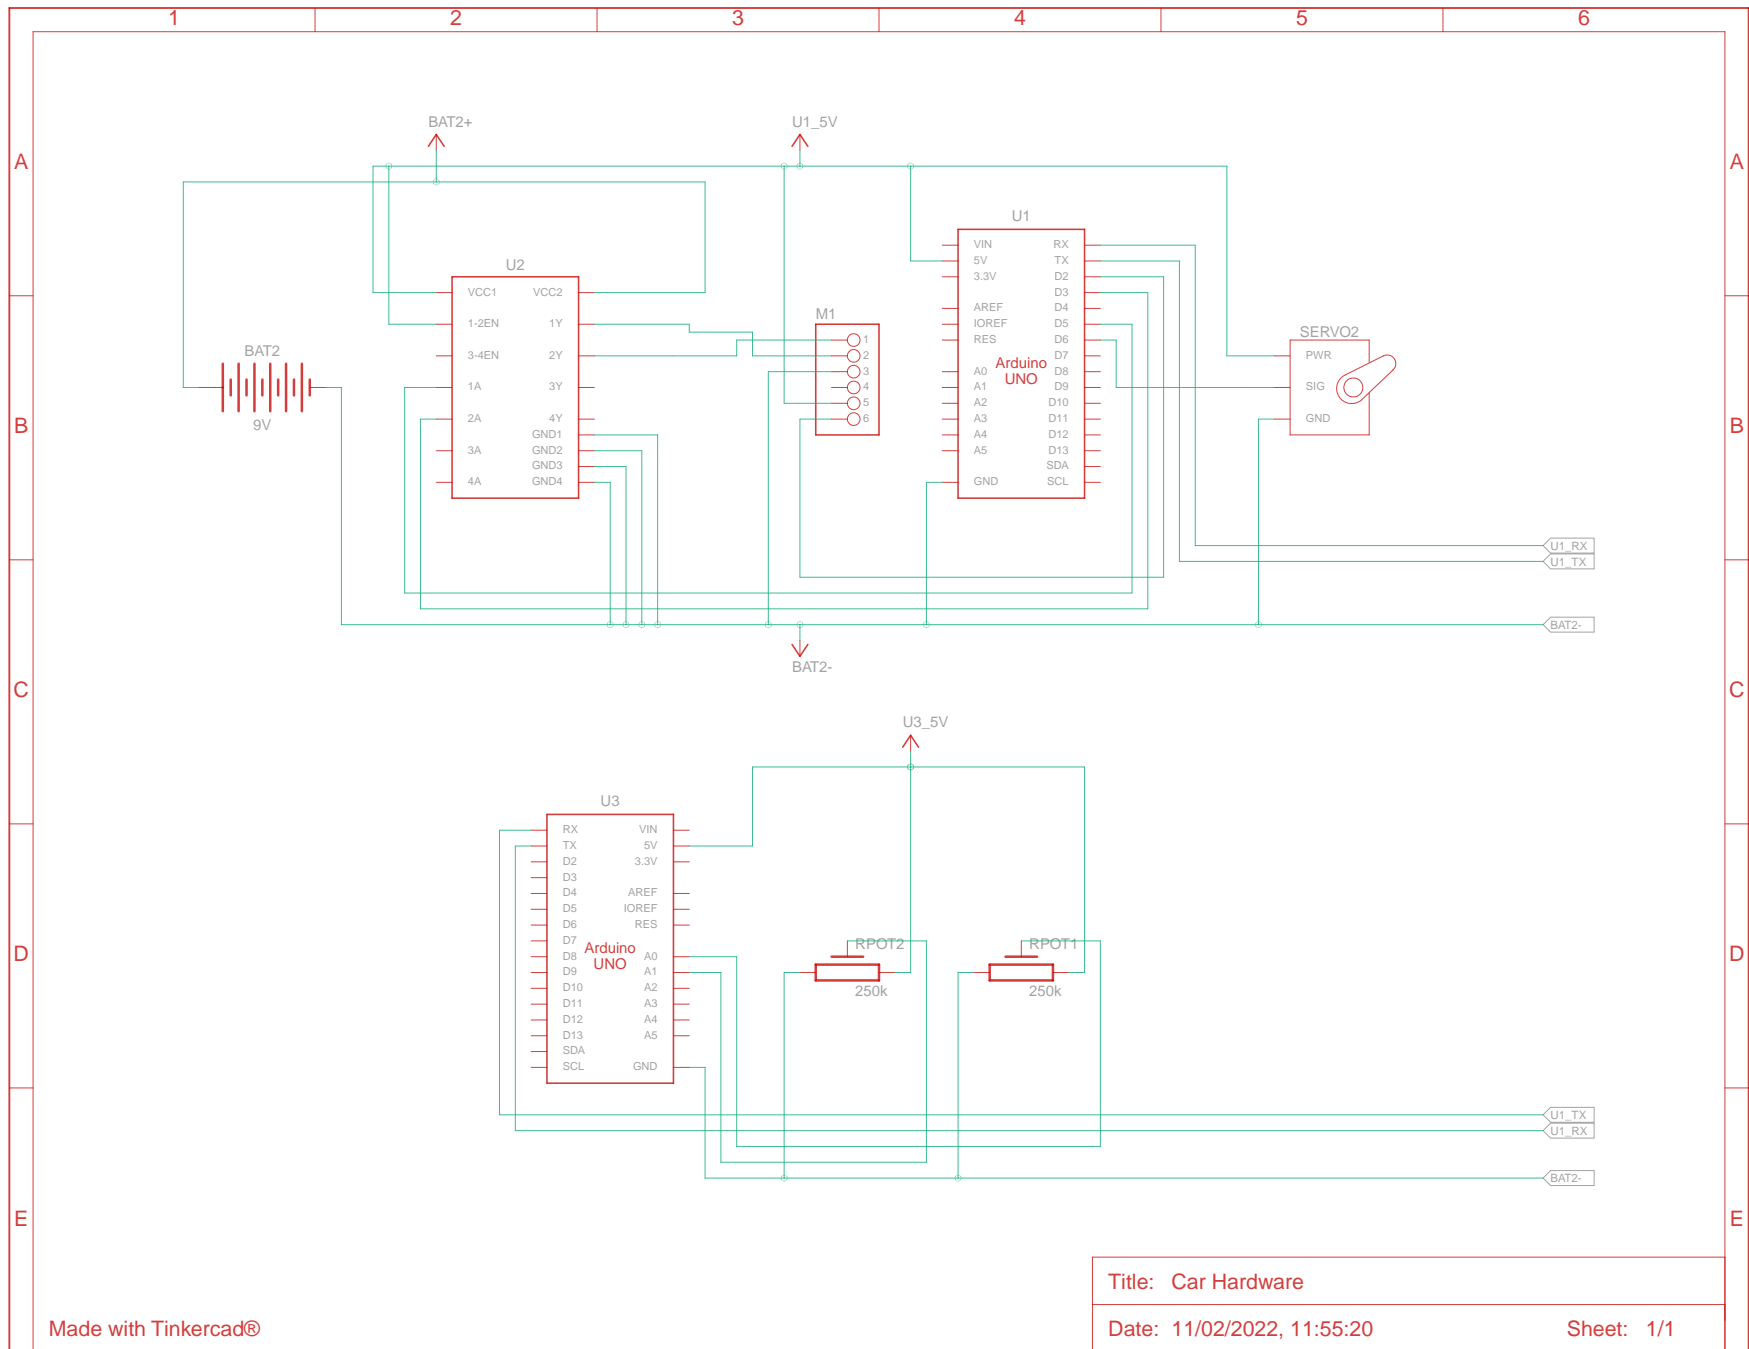 1 2 3 4 5 6
A A
B B
C C
D D
E E
BAT2+
U1_5V
U1
VIN RX
5V TX
3.3V D2
D3
AREF D4
IOREF D5
RES D6
D7
Arduino
UNO
A0 D8
A1 D9
A2 D10
A3 D11
A4 D12
A5 D13
SDA
GND SCL
U2
VCC1 VCC2
1-2EN 1Y
3-4EN 2Y
1A 3Y
2A 4Y
GND1
3A GND2
GND3
4A GND4
M1
1
2
3
4
5
6
SERVO2
PWR
SIG
GND
BAT2
9V
U1_RX
U1_TX
BAT2-
BAT2-
U3_5V
U3
RX VIN
TX 5V
D2 3.3V
D3
D4 AREF
D5 IOREF
D6 RES
D7
Arduino
UNO
D8 A0
D9 A1
D10 A2
D11 A3
D12 A4
D13 A5
SDA
SCL GND
RPOT2
250k
RPOT1
250k
U1_TX
U1_RX
BAT2-
Title: Car Hardware
Date: 11/02/2022, 11:55:20 Sheet: 1/1
Made with Tinkercad®